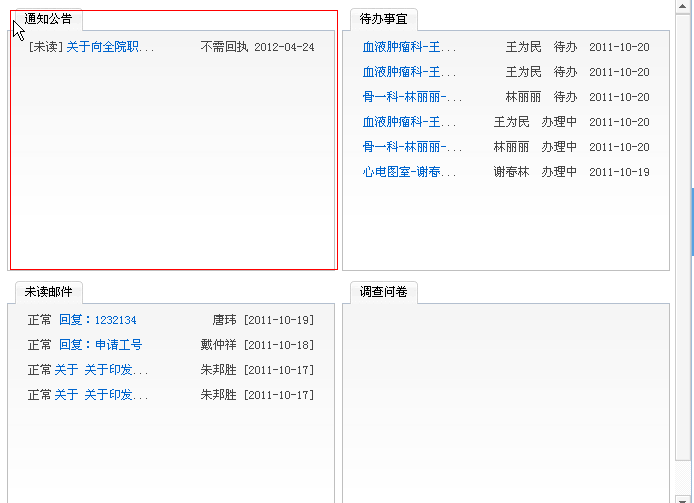 通知公告
[未读] 关于向全院职... 不需回执 2012-04-24
待办事宜
血液肿瘤科-王... 王为民 待办 2011-10-20
血液肿瘤科-王... 王为民 待办 2011-10-20
骨一科-林丽丽-... 林丽丽 待办 2011-10-20
血液肿瘤科-王... 王为民 办理中 2011-10-20
骨一科-林丽丽-... 林丽丽 办理中 2011-10-20
心电图室-谢春... 谢春林 办理中 2011-10-19
未读邮件
正常 回复：1232134 唐玮 [2011-10-19]
正常 回复：申请工号 戴仲祥 [2011-10-18]
正常 关于 关于印发... 朱邦胜 [2011-10-17]
正常 关于 关于印发... 朱邦胜 [2011-10-17]
调查问卷